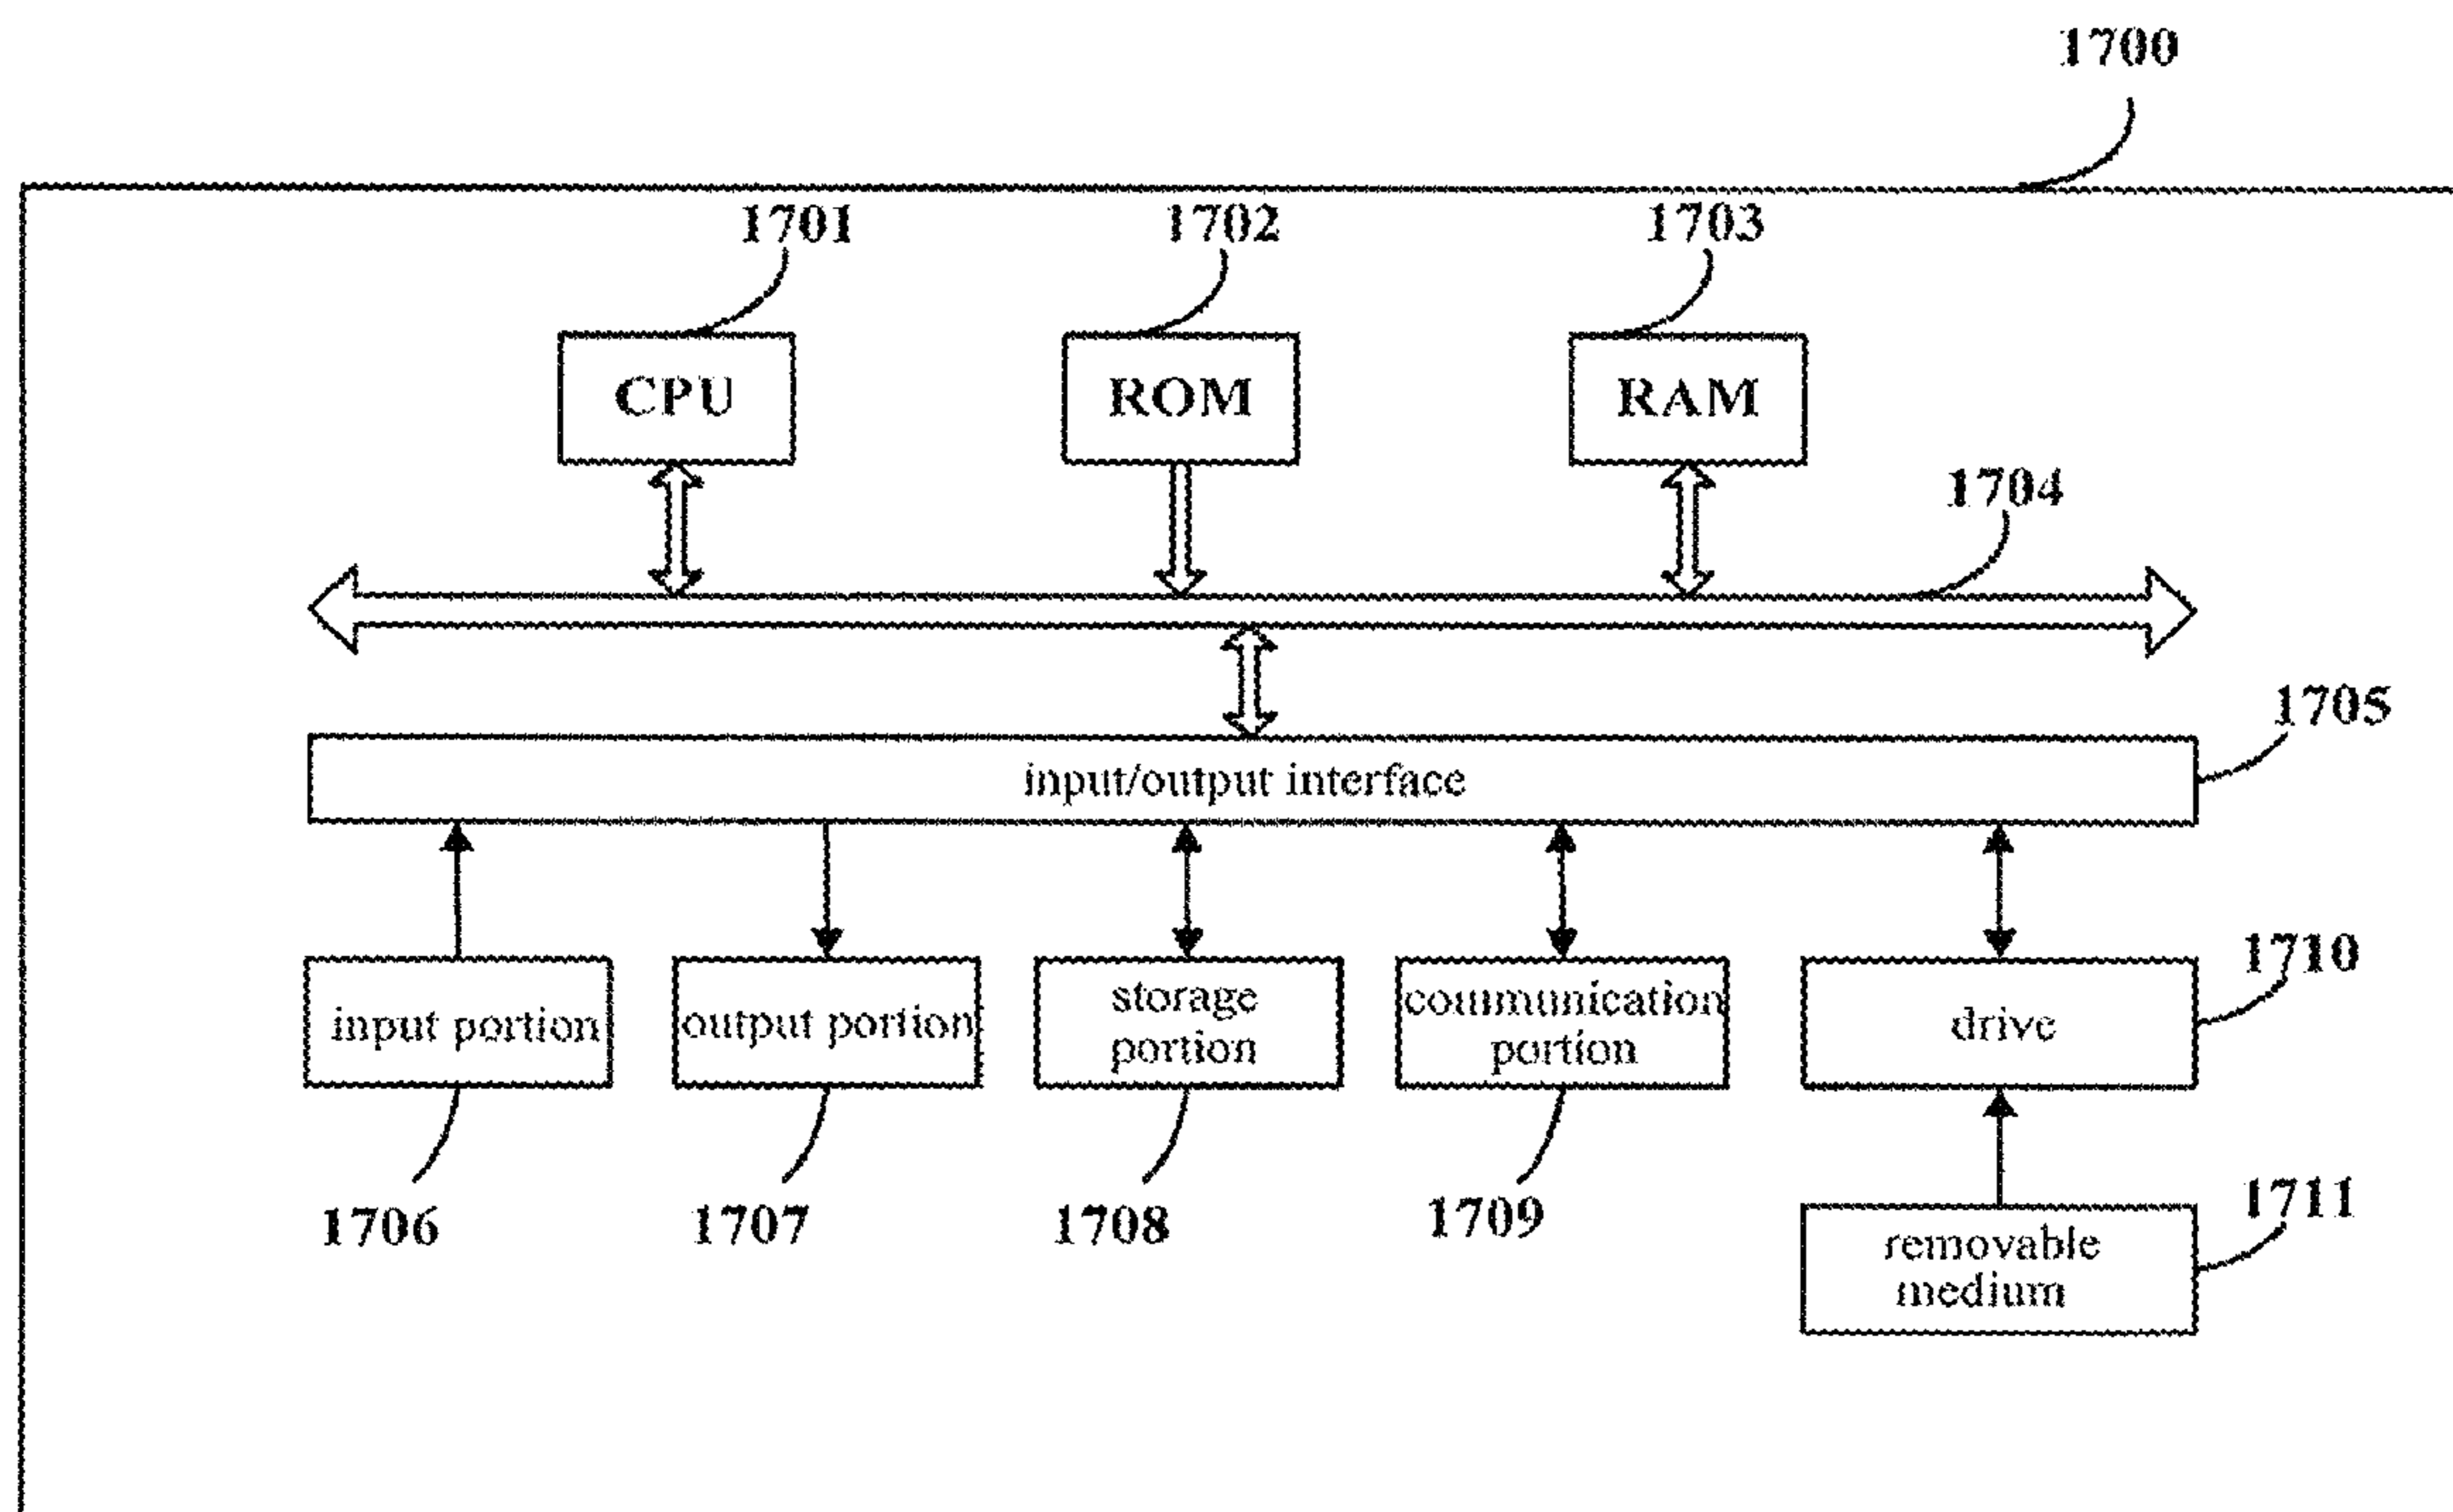 1700
1701
1702
1703
CPU
ROM
RAM
1704
1705
input/output interface
1710
input portion
output portion
storage
portion
communication
portion
drive
1706
1707
1708
1709
1711
removable
medium